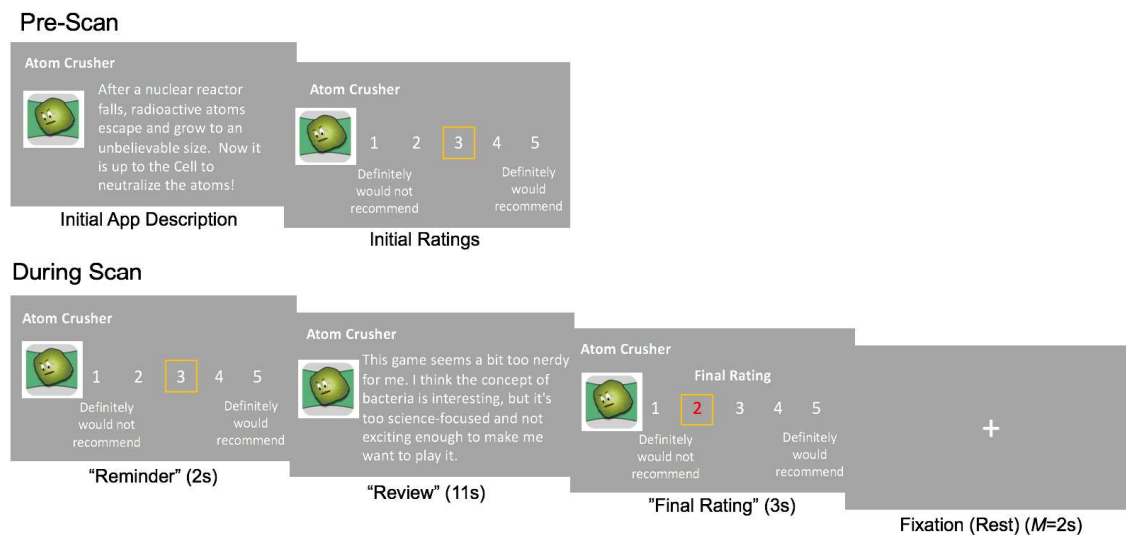 Pre-Scan
Atom Crusher
After a nuclear reactor
falls, radioactive atoms
escape and grow to an
unbelievable size.  Now it
is up to the Cell to
neutralize the atoms!
Initial App Description
Atom Crusher
1 2 3 4 5
Definitely
would not
recommend
Definitely
would
recommend
Initial Ratings
During Scan
Atom Crusher
1 2 3 4 5
Definitely
would not
recommend
Definitely
would
recommend
“Reminder” (2s)
Atom Crusher
This game seems a bit too nerdy
for me. I think the concept of
bacteria is interesting, but it's
too science-focused and not
exciting enough to make me
want to play it.
“Review” (11s)
Atom Crusher
Final Rating
1 2 3 4 5
Definitely
would not
recommend
Definitely
would
recommend
”Final Rating” (3s)
+
Fixation (Rest) (M=2s)